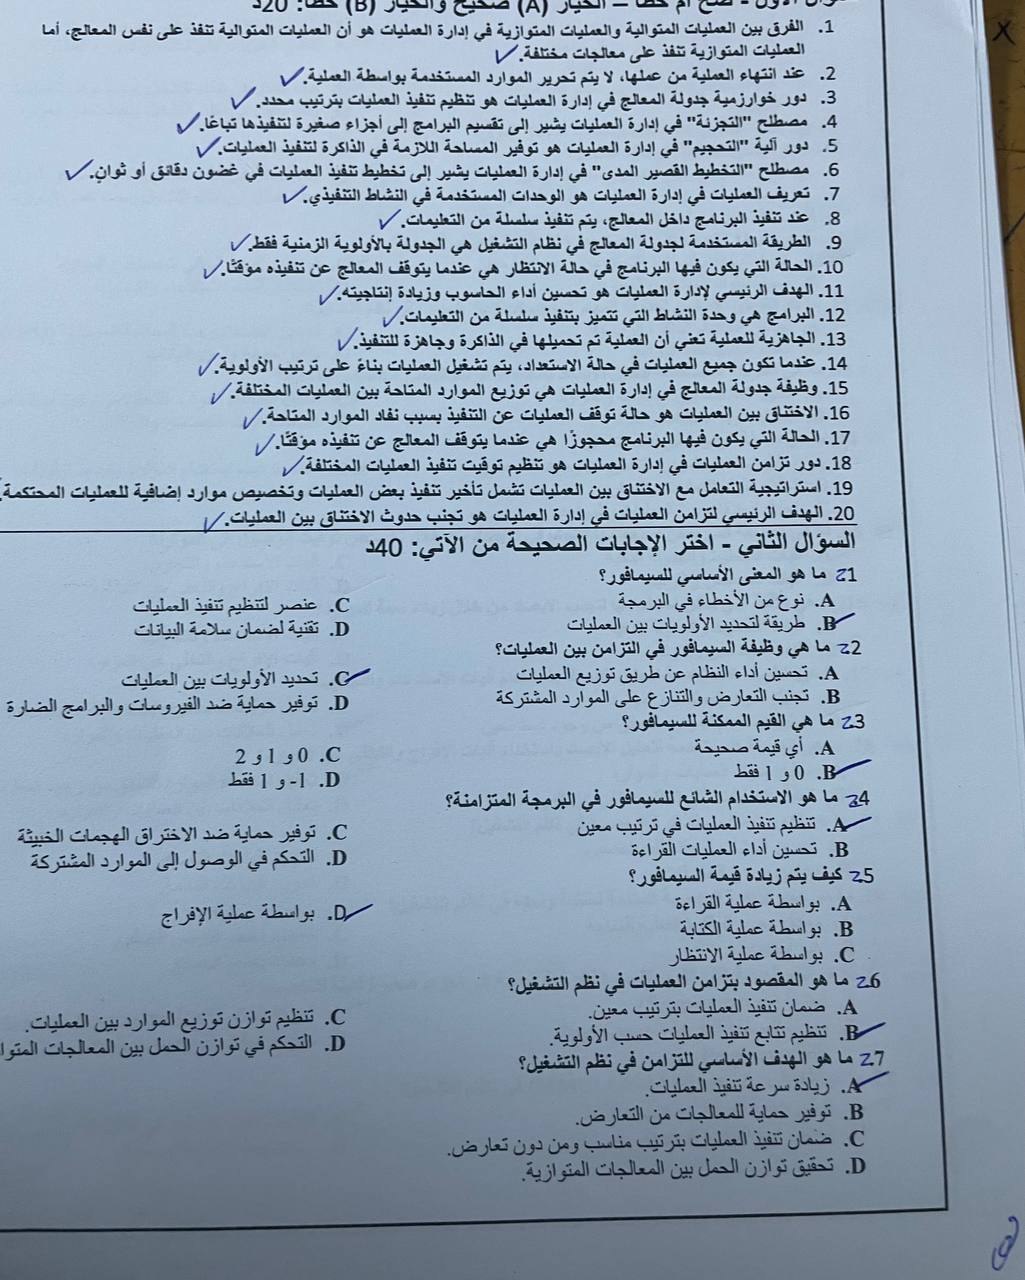 صح أم خطأ – الخيار (A) صحيح والخيار (B) خطأ: 20د
1. الفرق بين العمليات المتوالية والعمليات المتوازية في إدارة العمليات هو أن العمليات المتوالية تنفذ على نفس المعالج، أما
العمليات المتوازية تنفذ على معالجات مختلفة.
2. عند انتهاء العملية من عملها، لا يتم تحرير الموارد المستخدمة بواسطة العملية.
3. دور خوارزمية جدولة المعالج في إدارة العمليات هو تنظيم تنفيذ العمليات بترتيب محدد.
4. مصطلح "التجزئة" في إدارة العمليات يشير إلى تقسيم البرامج إلى أجزاء صغيرة لتنفيذها تباعًا.
5. دور آلية "التحجيم" في إدارة العمليات هو توفير المساحة اللازمة في الذاكرة لتنفيذ العمليات.
6. مصطلح "التخطيط القصير المدى" في إدارة العمليات يشير إلى تخطيط تنفيذ العمليات في غضون دقائق أو ثوان.
7. تعريف العمليات في إدارة العمليات هو الوحدات المستخدمة في النشاط التنفيذي.
8. عند تنفيذ البرنامج داخل المعالج، يتم تنفيذ سلسلة من التعليمات.
9. الطريقة المستخدمة لجدولة المعالج في نظام التشغيل هي الجدولة بالأولوية الزمنية فقط.
10. الحالة التي يكون فيها البرنامج في حالة الانتظار هي عندما يتوقف المعالج عن تنفيذه مؤقتًا.
11. الهدف الرئيسي لإدارة العمليات هو تحسين أداء الحاسوب وزيادة إنتاجيته.
12. البرامج هي وحدة النشاط التي تتميز بتنفيذ سلسلة من التعليمات.
13. الجاهزية للعملية تعني أن العملية تم تحميلها في الذاكرة وجاهزة للتنفيذ.
14. عندما تكون جميع العمليات في حالة الاستعداد، يتم تشغيل العمليات بناءً على ترتيب الأولوية.
15. وظيفة جدولة المعالج في إدارة العمليات هي توزيع الموارد المتاحة بين العمليات المختلفة.
16. الاختناق بين العمليات هو حالة توقف العمليات عن التنفيذ بسبب نفاد الموارد المتاحة.
17. الحالة التي يكون فيها البرنامج محجوزًا هي عندما يتوقف المعالج عن تنفيذه مؤقتًا.
18. دور تزامن العمليات في إدارة العمليات هو تنظيم توقيت تنفيذ العمليات المختلفة.
19. استراتيجية التعامل مع الاختناق بين العمليات تشمل تأخير تنفيذ بعض العمليات وتخصيص موارد إضافية للعمليات المحتكمة.
20. الهدف الرئيسي لتزامن العمليات في إدارة العمليات هو تجنب حدوث الاختناق بين العمليات.
السؤال الثاني - اختر الإجابات الصحيحة من الآتي: 40د
ج1 ما هو المعنى الأساسي للسيمافور؟
A. نوع من الأخطاء في البرمجة
C. عنصر لتنظيم تنفيذ العمليات
B. طريقة لتحديد الأولويات بين العمليات
D. تقنية لضمان سلامة البيانات
ج2 ما هي وظيفة السيمافور في التزامن بين العمليات؟
A. تحسين أداء النظام عن طريق توزيع العمليات
C. تحديد الأولويات بين العمليات
B. تجنب التعارض والتنازع على الموارد المشتركة
D. توفير حماية ضد الفيروسات والبرامج الضارة
ج3 ما هي القيم الممكنة للسيمافور؟
A. أي قيمة صحيحة
C. 0 و 1 و 2
B. 0 و 1 فقط
D. 1- و 1 فقط
ج4 ما هو الاستخدام الشائع للسيمافور في البرمجة المتزامنة؟
A. تنظيم تنفيذ العمليات في ترتيب معين
C. توفير حماية ضد الاختراق الهجمات الخبيثة
B. تحسين أداء العمليات القراءة
D. التحكم في الوصول إلى الموارد المشتركة
ج5 كيف يتم زيادة قيمة السيمافور؟
A. بواسطة عملية القراءة
D. بواسطة عملية الإفراج
B. بواسطة عملية الكتابة
C. بواسطة عملية الانتظار
ج6 ما هو المقصود بتزامن العمليات في نظم التشغيل؟
A. ضمان تنفيذ العمليات بترتيب معين.
C. تنظيم توازن توزيع الموارد بين العمليات.
B. تنظيم تتابع تنفيذ العمليات حسب الأولوية.
D. التحكم في توازن الحمل بين المعالجات
ج7 ما هو الهدف الأساسي للتزامن في نظم التشغيل؟
A. زيادة سرعة تنفيذ العمليات.
B. توفير حماية للمعالجات من التعارض.
C. ضمان تنفيذ العمليات بترتيب مناسب ومن دون تعارض.
D. تحقيق توازن الحمل بين المعالجات المتوازية.